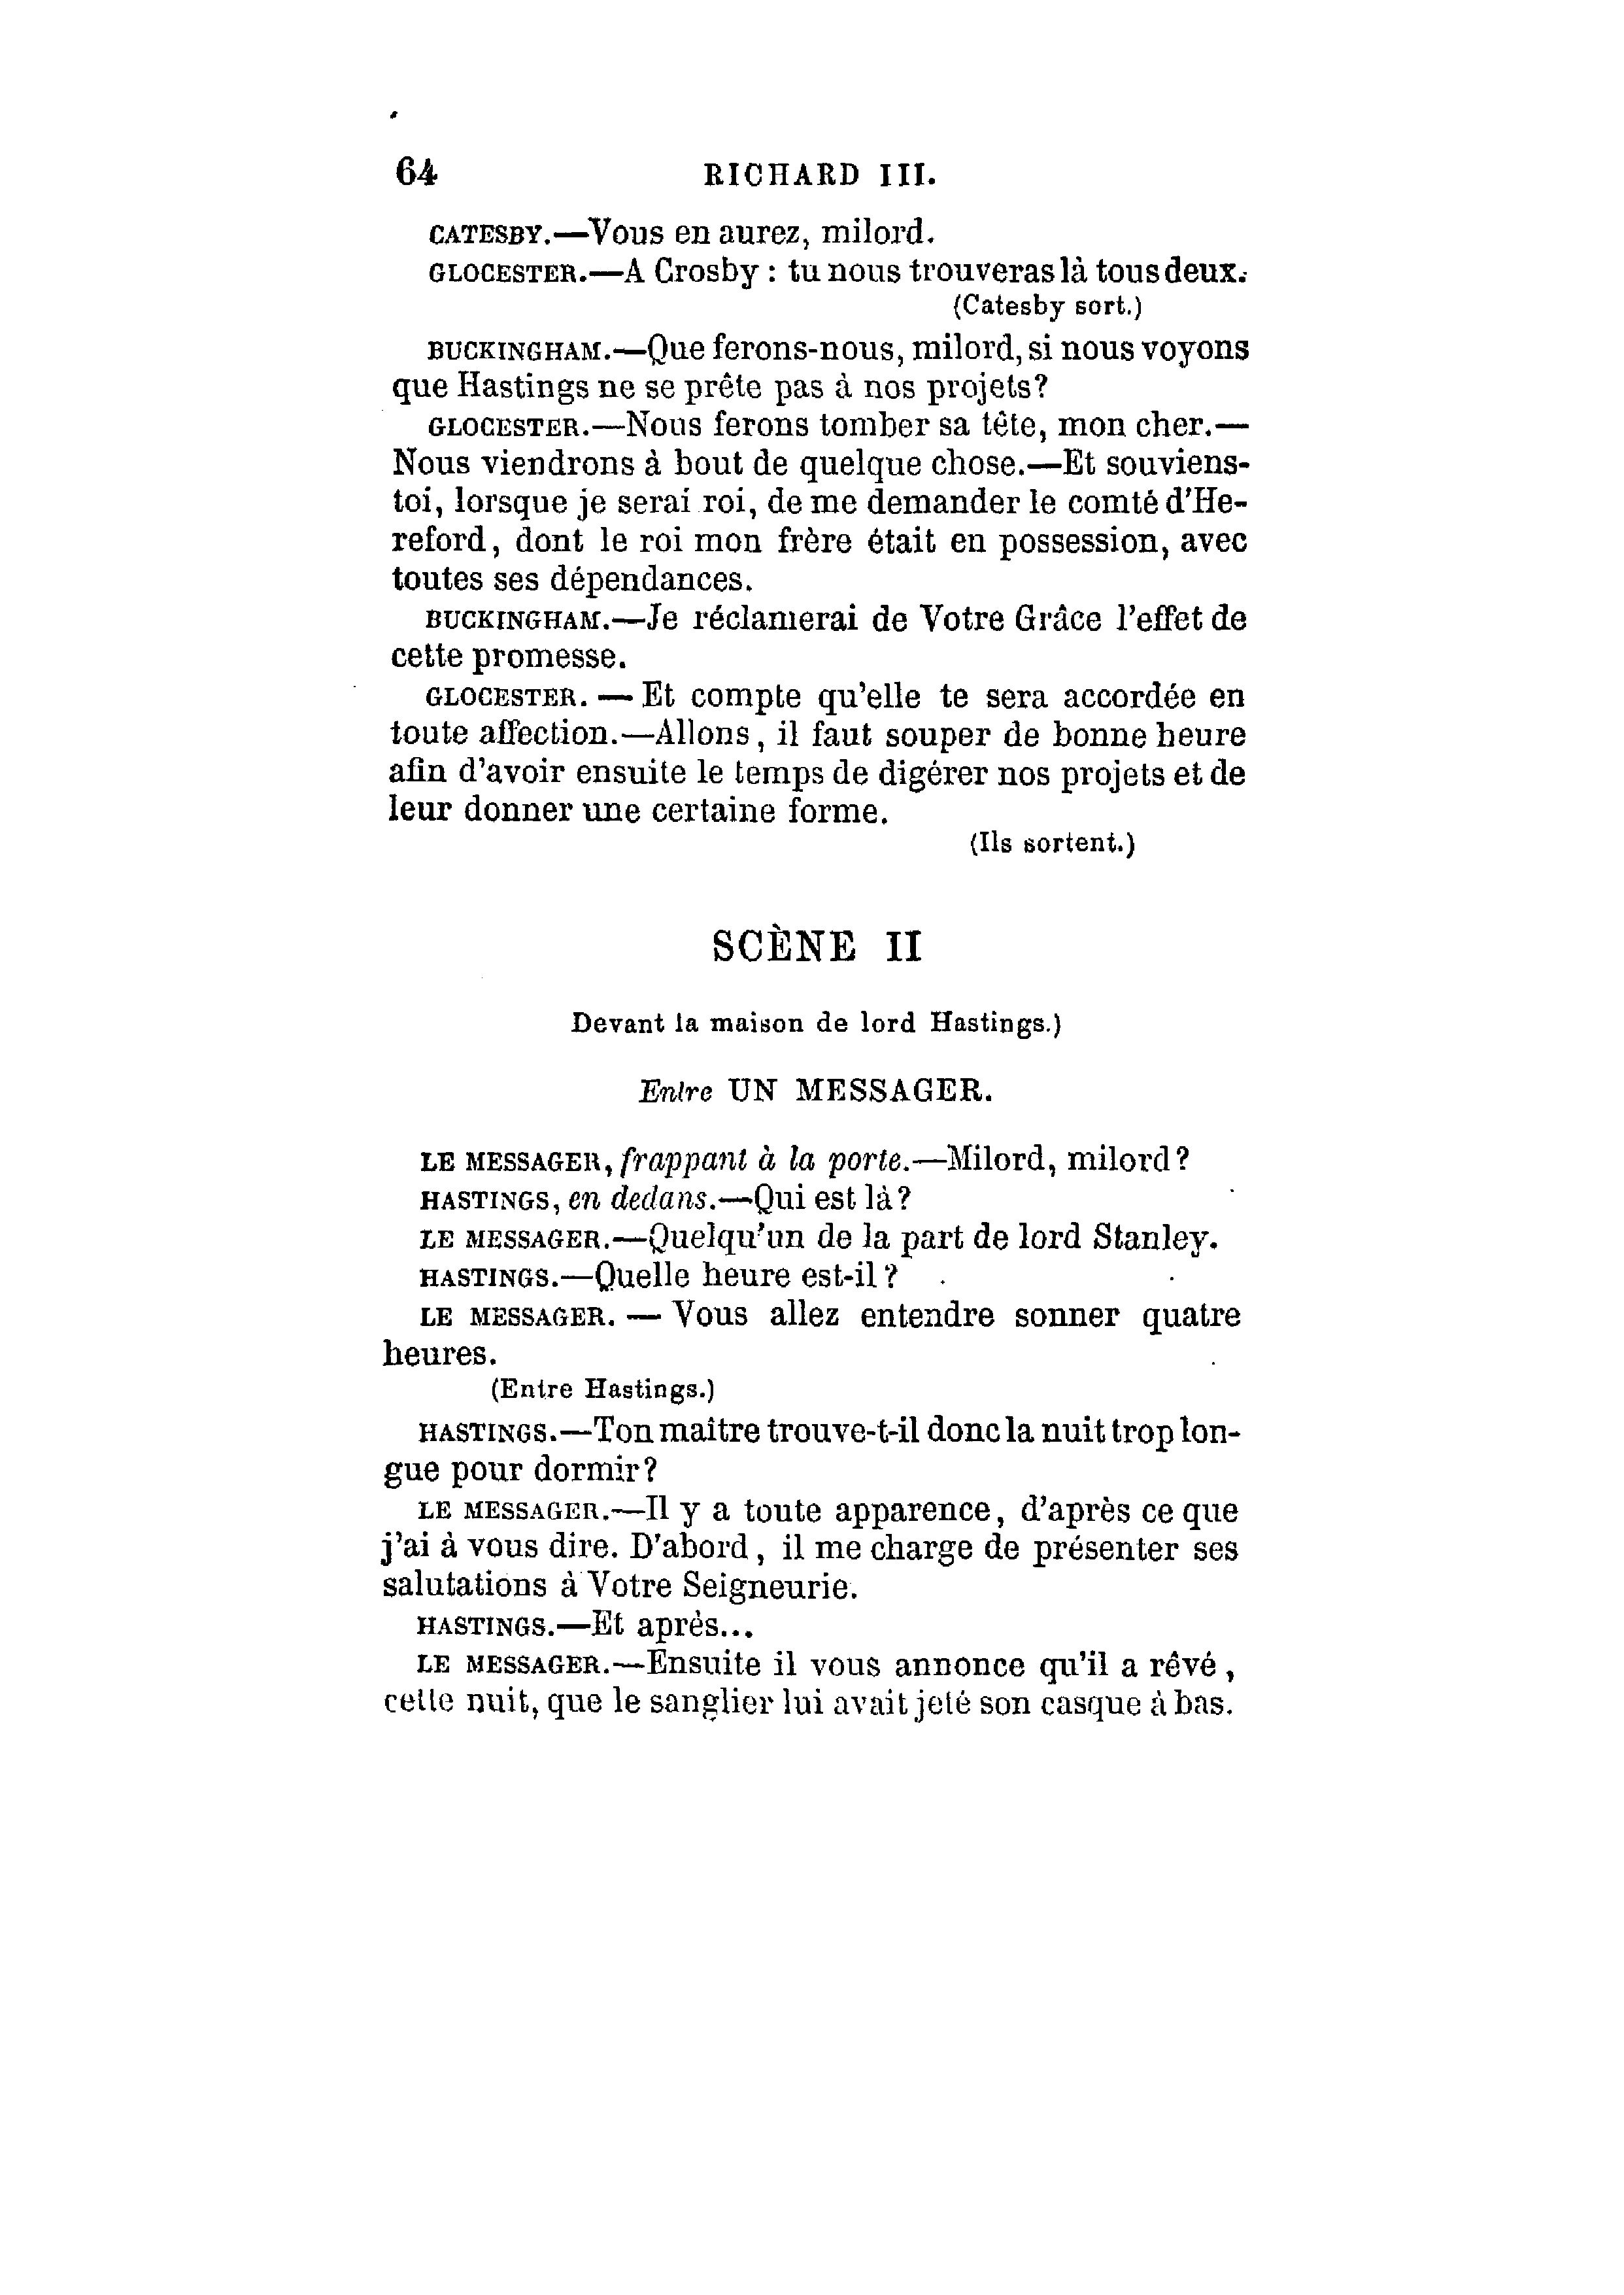 64 RICHARD III.
CATESBY.—Vous en aurez, milord.
GLOCESTER.—A Crosby : tu nous trouveras là tous deux.
(Catesby sort.)
BUCKINGHAM.—Que ferons-nous, milord, si nous voyons
que Hastings ne se prête pas à nos projets?
GLOCESTER.—Nous ferons tomber sa tête, mon cher.—
Nous viendrons à bout de quelque chose.—Et souviens-
toi, lorsque je serai roi, de me demander le comté d'He-
reford, dont le roi mon frère était en possession, avec
toutes ses dépendances.
BUCKINGHAM.—Je réclamerai de Votre Grâce l'effet de
cette promesse.
GLOCESTER. — Et compte qu'elle te sera accordée en
toute affection.—Allons, il faut souper de bonne heure
afin d'avoir ensuite le temps de digérer nos projets et de
leur donner une certaine forme.
(Ils sortent.)
SCÈNE II
Devant la maison de lord Hastings.)
Entre UN MESSAGER.
LE MESSAGER, frappant à la porte.—Milord, milord?
HASTINGS, en dedans.—Qui est là?
LE MESSAGER.—Quelqu'un de la part de lord Stanley.
HASTINGS.—Quelle heure est-il?
LE MESSAGER. — Vous allez entendre sonner quatre
heures.
(Entre Hastings.)
HASTINGS.—Ton maître trouve-t-il donc la nuit trop lon-
gue pour dormir?
LE MESSAGER.—Il y a toute apparence, d'après ce que
j'ai à vous dire. D'abord, il me charge de présenter ses
salutations à Votre Seigneurie.
HASTINGS.—Et après...
LE MESSAGER.—Ensuite il vous annonce qu'il a rêvé,
cette nuit, que le sanglier lui avait jeté son casque à bas.